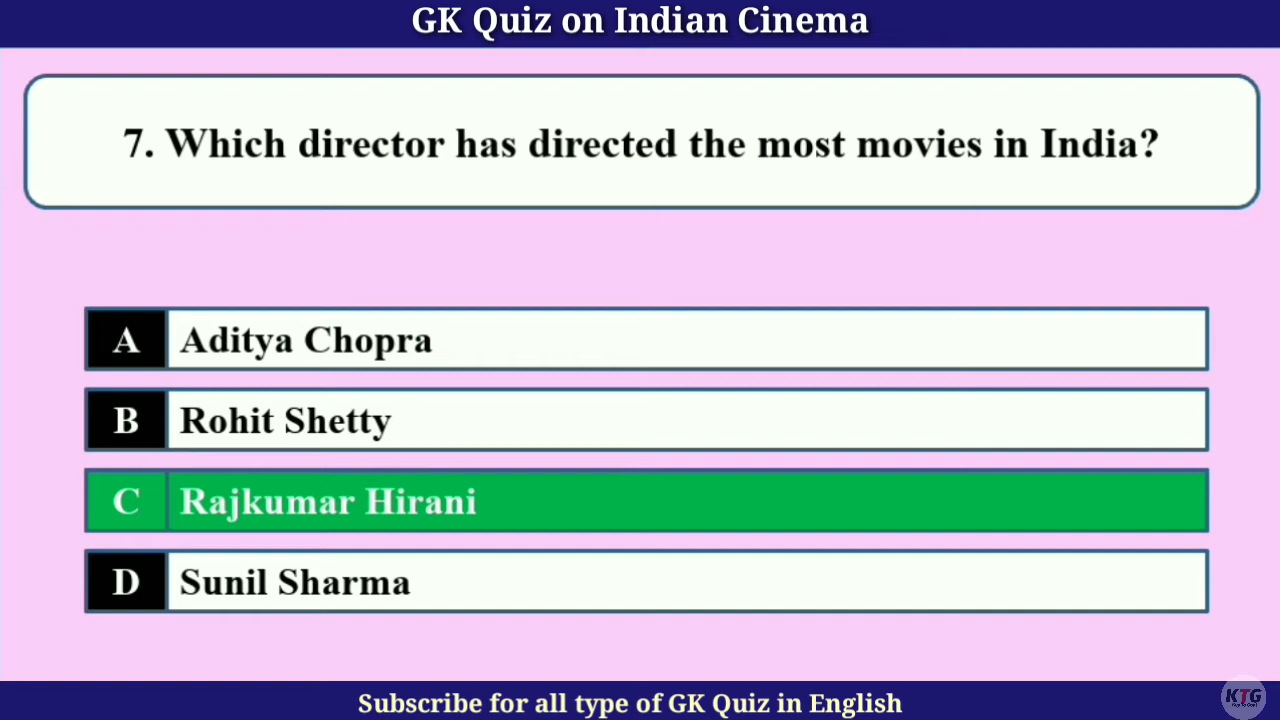 GK Quiz on Indian Cinema
7. Which director has directed the most movies in India?
A Aditya Chopra
B Rohit Shetty
C Rajkumar Hirani
D Sunil Sharma
Subscribe for all type of GK Quiz in English
KTG